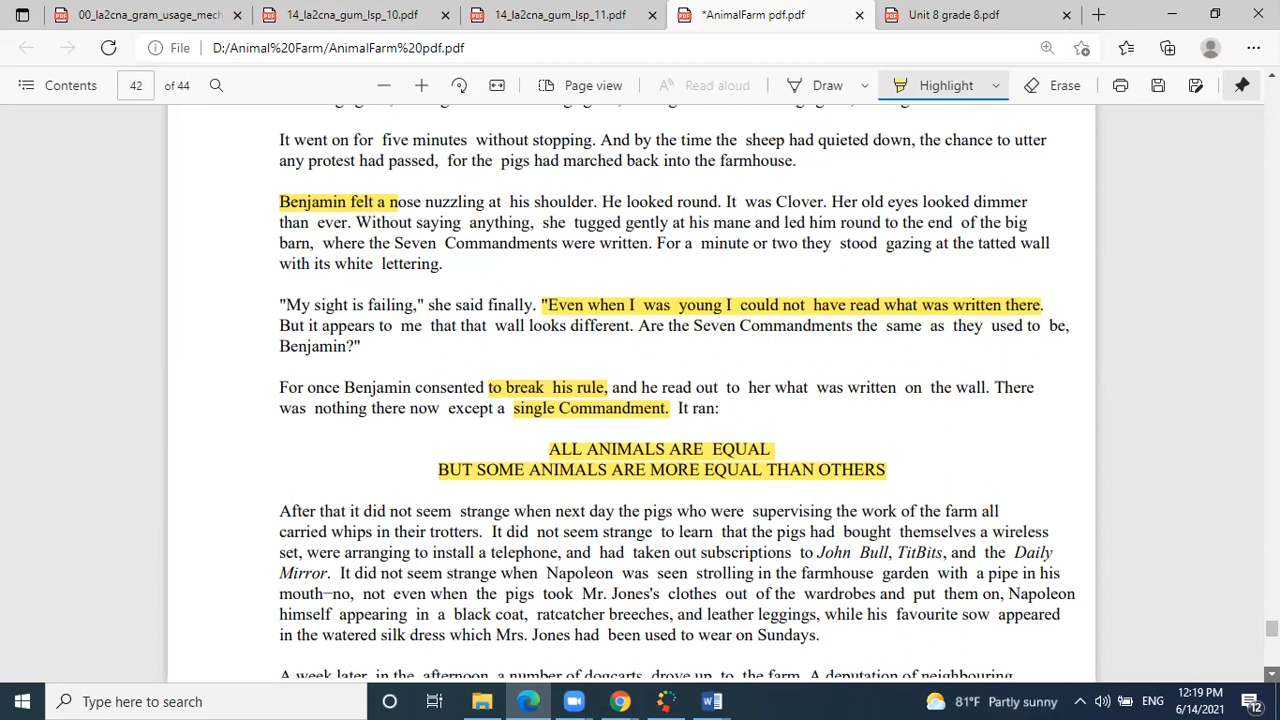 00_la2cna_gram_usage_mech
14_la2cna_gum_lsp_10.pdf
14_la2cna_gum_lsp_11.pdf
*AnimalFarm pdf.pdf
Unit 8 grade 8.pdf
File D:/Animal%20Farm/AnimalFarm%20pdf.pdf
Contents 42 of 44 Page view Read aloud Draw Highlight Erase
It went on for five minutes without stopping. And by the time the sheep had quieted down, the chance to utter
any protest had passed, for the pigs had marched back into the farmhouse.
Benjamin felt a nose nuzzling at his shoulder. He looked round. It was Clover. Her old eyes looked dimmer
than ever. Without saying anything, she tugged gently at his mane and led him round to the end of the big
barn, where the Seven Commandments were written. For a minute or two they stood gazing at the tatted wall
with its white lettering.
"My sight is failing," she said finally. "Even when I was young I could not have read what was written there.
But it appears to me that that wall looks different. Are the Seven Commandments the same as they used to be,
Benjamin?"
For once Benjamin consented to break his rule, and he read out to her what was written on the wall. There
was nothing there now except a single Commandment. It ran:
ALL ANIMALS ARE EQUAL
BUT SOME ANIMALS ARE MORE EQUAL THAN OTHERS
After that it did not seem strange when next day the pigs who were supervising the work of the farm all
carried whips in their trotters. It did not seem strange to learn that the pigs had bought themselves a wireless
set, were arranging to install a telephone, and had taken out subscriptions to John Bull, TitBits, and the Daily
Mirror. It did not seem strange when Napoleon was seen strolling in the farmhouse garden with a pipe in his
mouth−no, not even when the pigs took Mr. Jones's clothes out of the wardrobes and put them on, Napoleon
himself appearing in a black coat, ratcatcher breeches, and leather leggings, while his favourite sow appeared
in the watered silk dress which Mrs. Jones had been used to wear on Sundays.
A week later, in the afternoon, a number of dogcarts drove up to the farm. A deputation of neighbouring
Type here to search
81°F Partly sunny
ENG
12:19 PM
6/14/2021
12